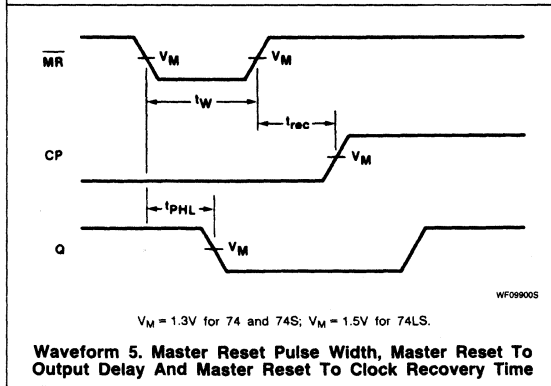 MR
VM VM
tW
trec
CP
VM
tPHL
Q
VM
WF09900S
VM = 1.3V for 74 and 74S; VM = 1.5V for 74LS.
Waveform 5. Master Reset Pulse Width, Master Reset To
Output Delay And Master Reset To Clock Recovery Time